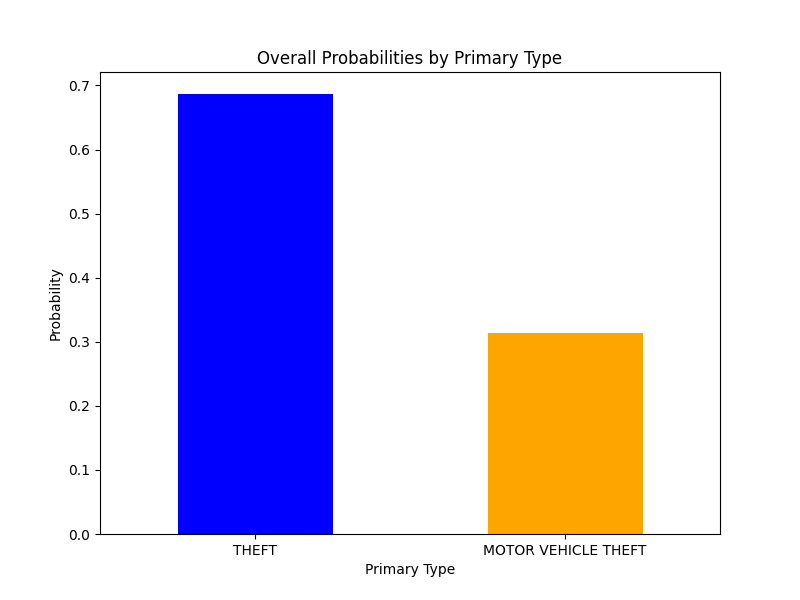 Overall Probabilities by Primary Type
0.7
0.6
0.5
0.4
0.3
0.2
0.1
0.0
Probability
THEFT
MOTOR VEHICLE THEFT
Primary Type